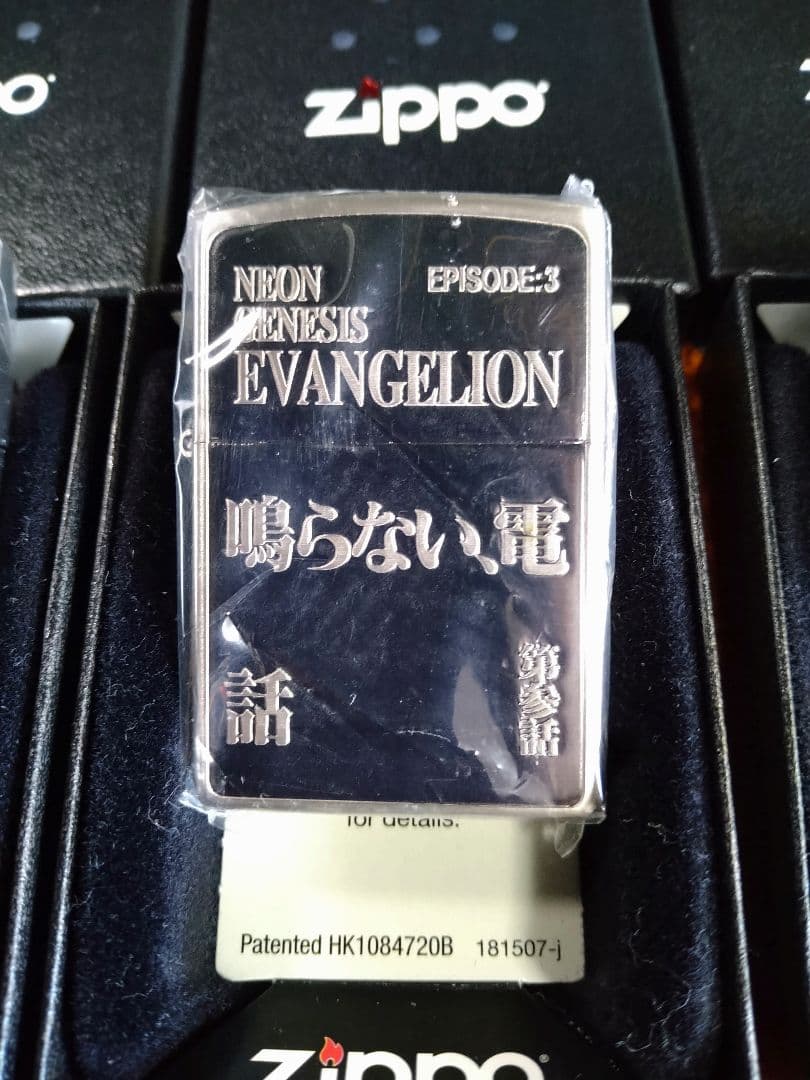 zippo
NEON
GENESIS
EVANGELION
EPISODE:3
鳴らない、電
話
第参話
for details.
Patented HK1084720B 181507-j
zippo